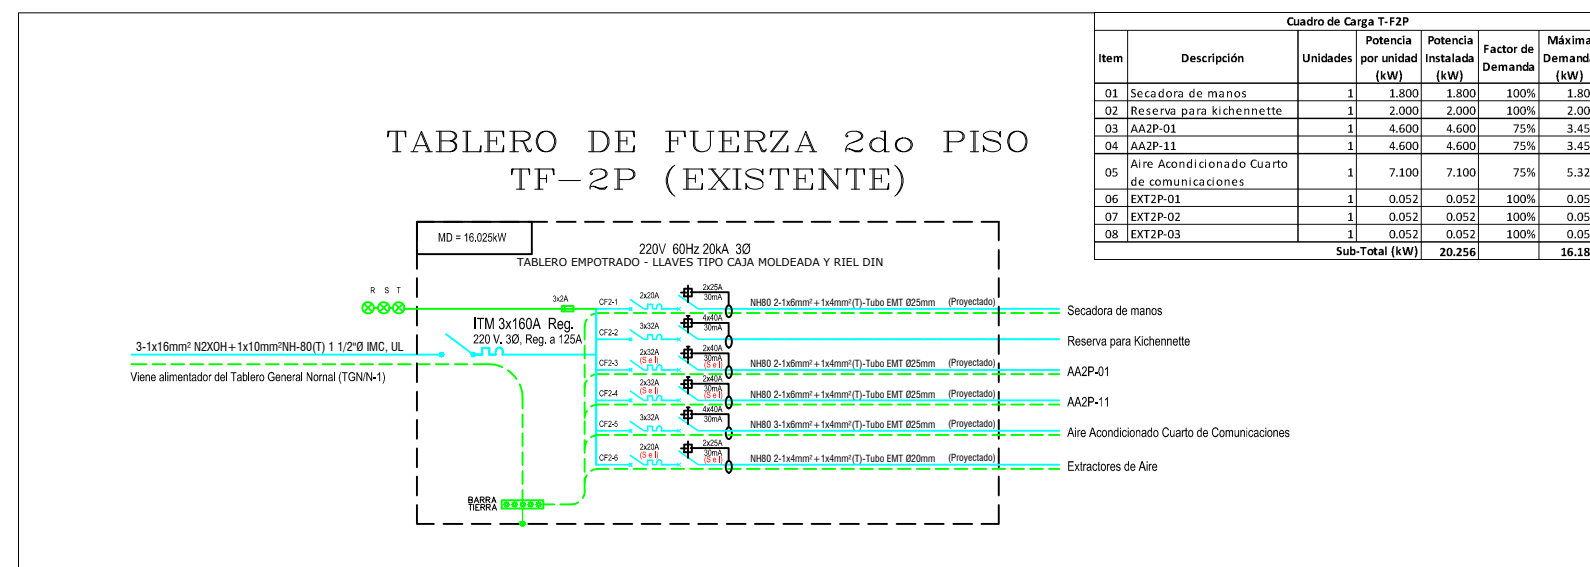 Cuadro de Carga T-F2P
Item Descripción Unidades Potencia por unidad (kW) Potencia Instalada (kW) Factor de Demanda Máxima Demanda (kW)
01 Secadora de manos 1 1.800 1.800 100% 1.80
02 Reserva para kichennette 1 2.000 2.000 100% 2.00
03 AA2P-01 1 4.600 4.600 75% 3.45
04 AA2P-11 1 4.600 4.600 75% 3.45
05 Aire Acondicionado Cuarto de comunicaciones 1 7.100 7.100 75% 5.32
06 EXT2P-01 1 0.052 0.052 100% 0.05
07 EXT2P-02 1 0.052 0.052 100% 0.05
08 EXT2P-03 1 0.052 0.052 100% 0.05
Sub-Total (kW) 20.256 16.18
TABLERO DE FUERZA 2do PISO
TF-2P (EXISTENTE)
MD = 16.025kW
220V 60Hz 20kA 3Ø
TABLERO EMPOTRADO - LLAVES TIPO CAJA MOLDEADA Y RIEL DIN
R S T
3x2A
ITM 3x160A Reg.
220 V. 3Ø, Reg. a 125A
3-1x16mm² N2XOH+1x10mm²NH-80(T) 1 1/2"Ø IMC, UL
Viene alimentador del Tablero General Nornal (TGN/N-1)
CF2-1 2x20A 2x25A 30mA NH80 2-1x6mm²+1x4mm²(T)-Tubo EMT Ø25mm (Proyectado) Secadora de manos
CF2-2 3x32A 4x40A 30mA Reserva para Kichennette
CF2-3 2x32A (S e I) 2x40A 30mA (S e I) NH80 2-1x6mm²+1x4mm²(T)-Tubo EMT Ø25mm (Proyectado) AA2P-01
CF2-4 2x32A (S e I) 2x40A 30mA (S e I) NH80 2-1x6mm²+1x4mm²(T)-Tubo EMT Ø25mm (Proyectado) AA2P-11
CF2-5 3x32A 4x40A 30mA NH80 3-1x6mm²+1x4mm²(T)-Tubo EMT Ø25mm (Proyectado) Aire Acondicionado Cuarto de Comunicaciones
CF2-6 2x20A (S e I) 2x25A 30mA (S e I) NH80 2-1x4mm²+1x4mm²(T)-Tubo EMT Ø20mm (Proyectado) Extractores de Aire
BARRA
TIERRA